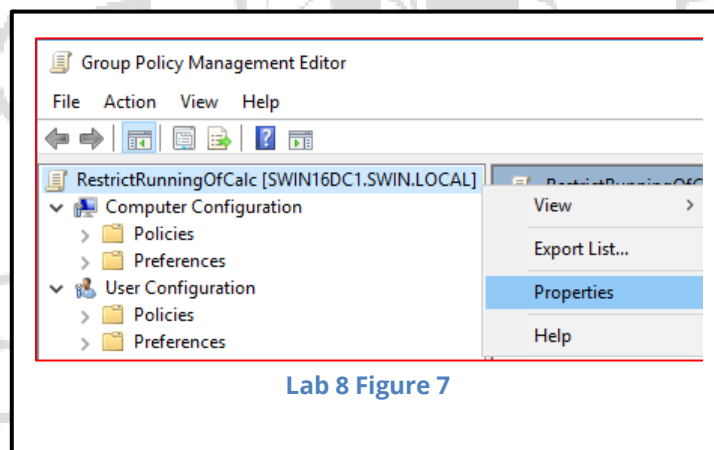 Group Policy Management Editor
File Action View Help
RestrictRunningOfCalc [SWIN16DC1.SWIN.LOCAL]
Computer Configuration
Policies
Preferences
User Configuration
Policies
Preferences
View
Export List...
Properties
Help
Lab 8 Figure 7